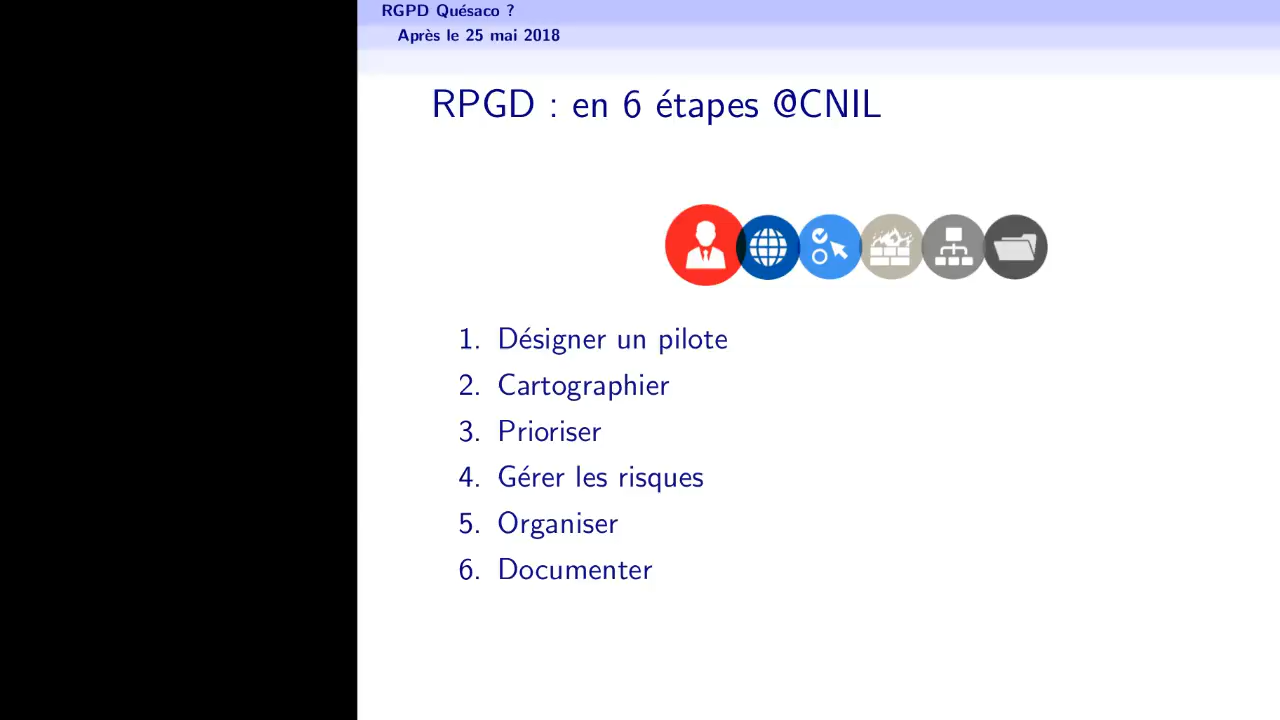 RGPD Quésaco ?
Après le 25 mai 2018
RPGD : en 6 étapes @CNIL
1. Désigner un pilote
2. Cartographier
3. Prioriser
4. Gérer les risques
5. Organiser
6. Documenter